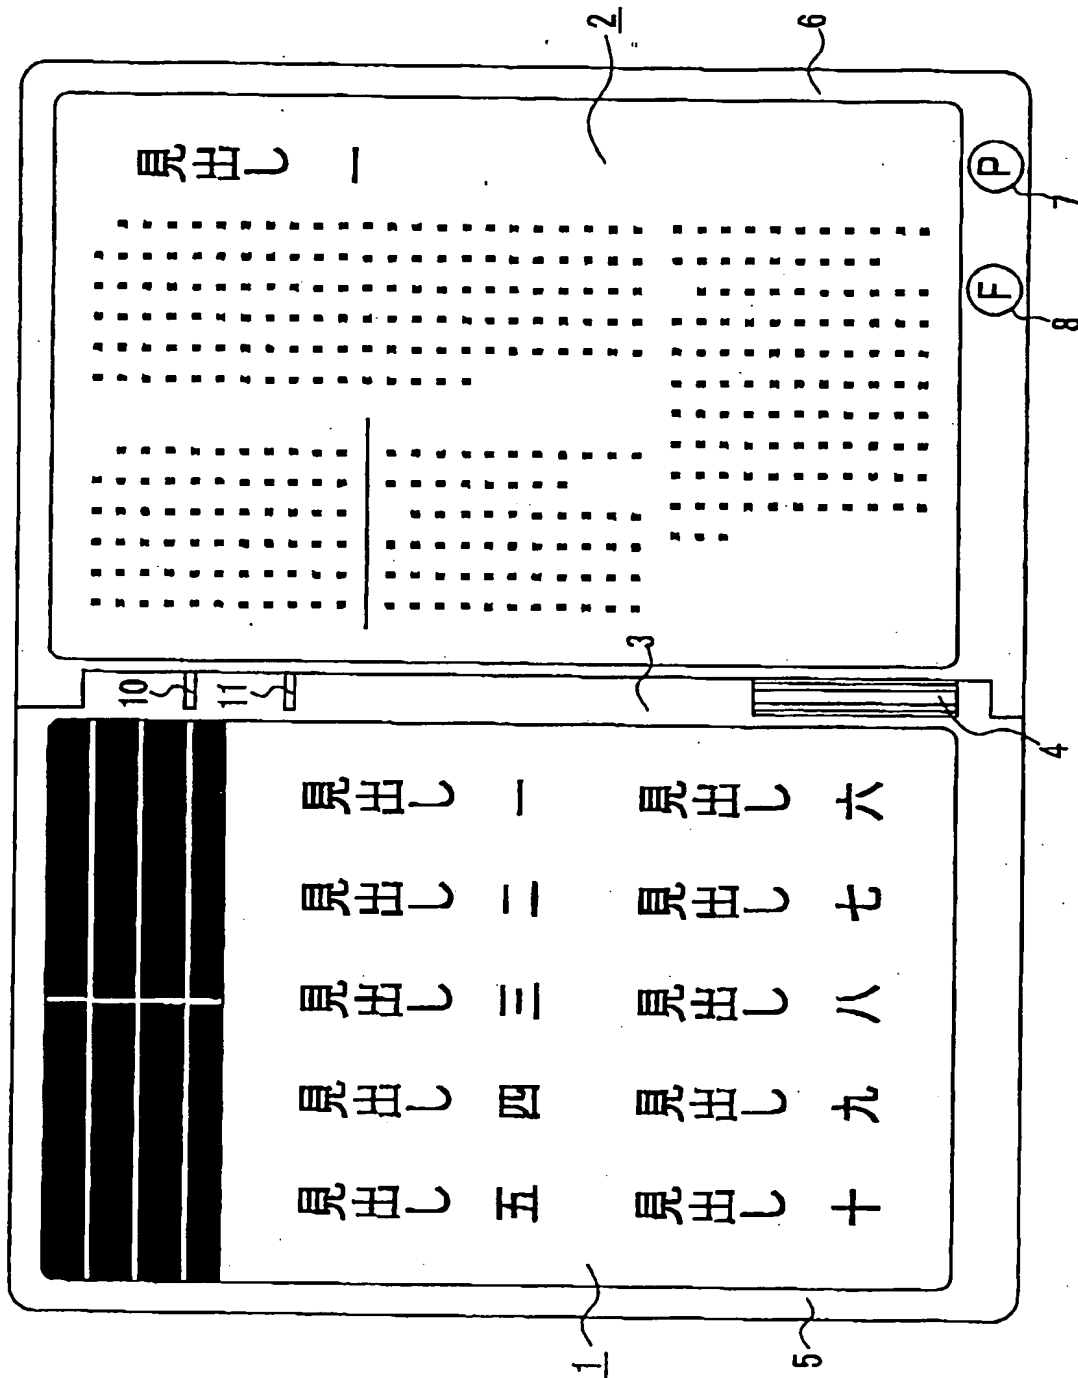 見出し 一
見出し 二
見出し 三
見出し 四
見出し 五
見出し 六
見出し 七
見出し 八
見出し 九
見出し 十
見出し 一
P
F
1
2
3
4
5
6
7
8
10
11